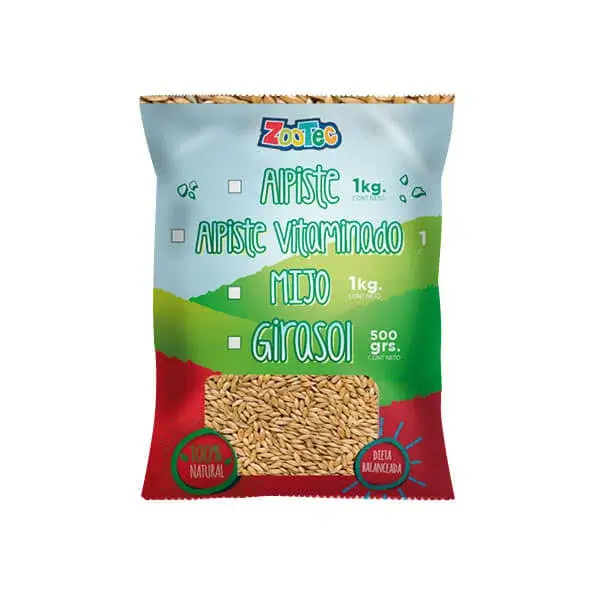 ZooTec
Alpiste 1kg.
CONT NETO
Alpiste Vitaminado 1
MIJO 1kg.
CONT NETO
Girasol 500
grs.
CONT NETO
100%
NATURAL
DIETA
BALANCEADA